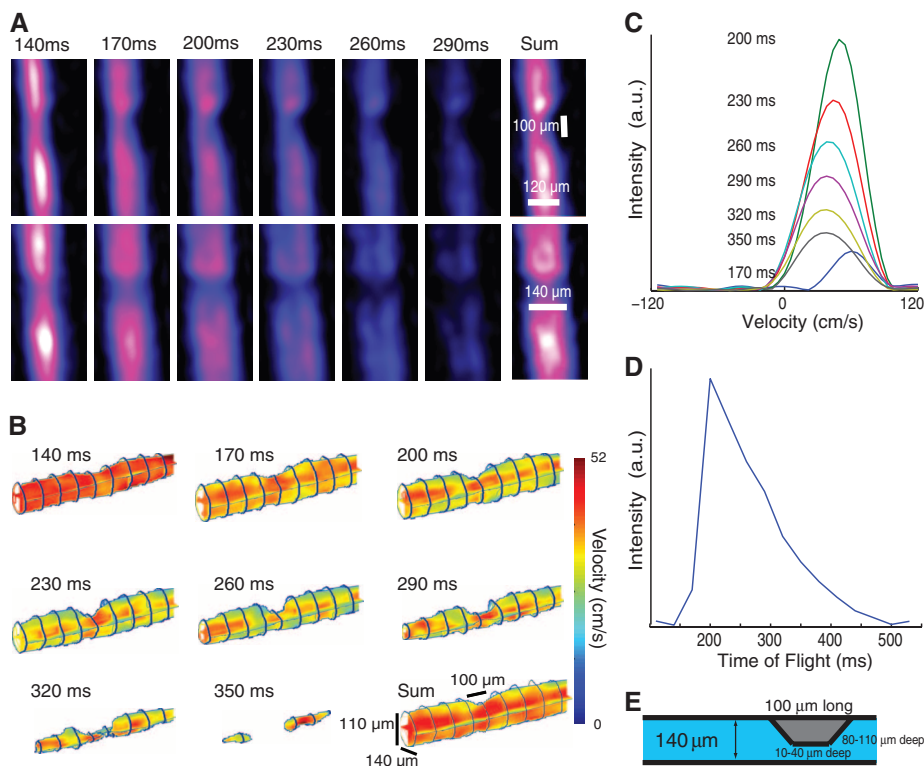 A
140ms 170ms 200ms 230ms 260ms 290ms Sum
100 µm
120 µm
140 µm
B
140 ms
170 ms
200 ms
230 ms
260 ms
290 ms
320 ms
350 ms
Sum
100 µm
110 µm
140 µm
52
Velocity (cm/s)
0
C
Intensity (a.u.)
200 ms
230 ms
260 ms
290 ms
320 ms
350 ms
170 ms
−120 0 120
Velocity (cm/s)
D
Intensity (a.u.)
200 300 400 500
Time of Flight (ms)
E
100 µm long
140 µm
80-110 µm deep
10-40 µm deep